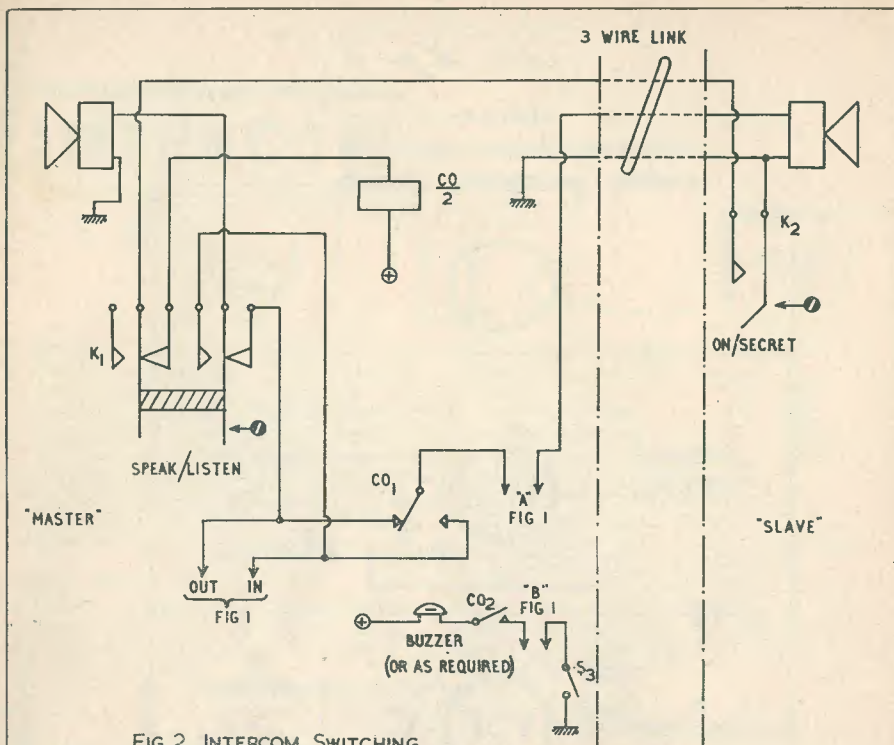 3 WIRE LINK
CO
2
K2
K1
ON/SECRET
SPEAK/LISTEN
CO1
"A"
FIG 1
"MASTER"
"SLAVE"
OUT IN
FIG 1
CO2
"B"
FIG 1
BUZZER
(OR AS REQUIRED)
S3
FIG 2. INTERCOM SWITCHING